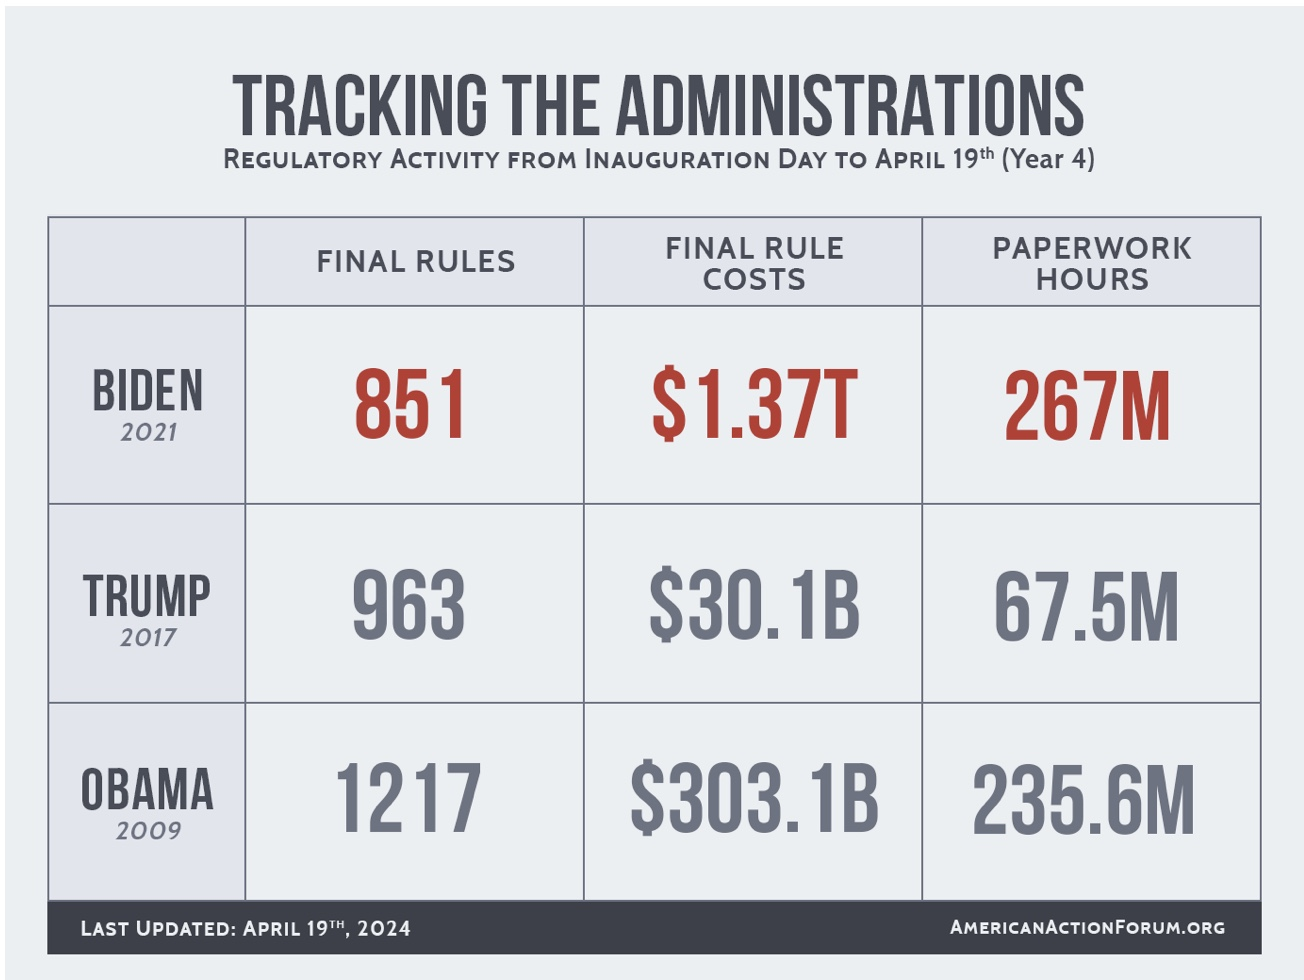 TRACKING THE ADMINISTRATIONS
Regulatory Activity from Inauguration Day to April 19th (Year 4)
FINAL RULES
FINAL RULE
COSTS
PAPERWORK
HOURS
BIDEN
2021
851
$1.37T
267M
TRUMP
2017
963
$30.1B
67.5M
OBAMA
2009
1217
$303.1B
235.6M
Last Updated: April 19th, 2024
AmericanActionForum.org